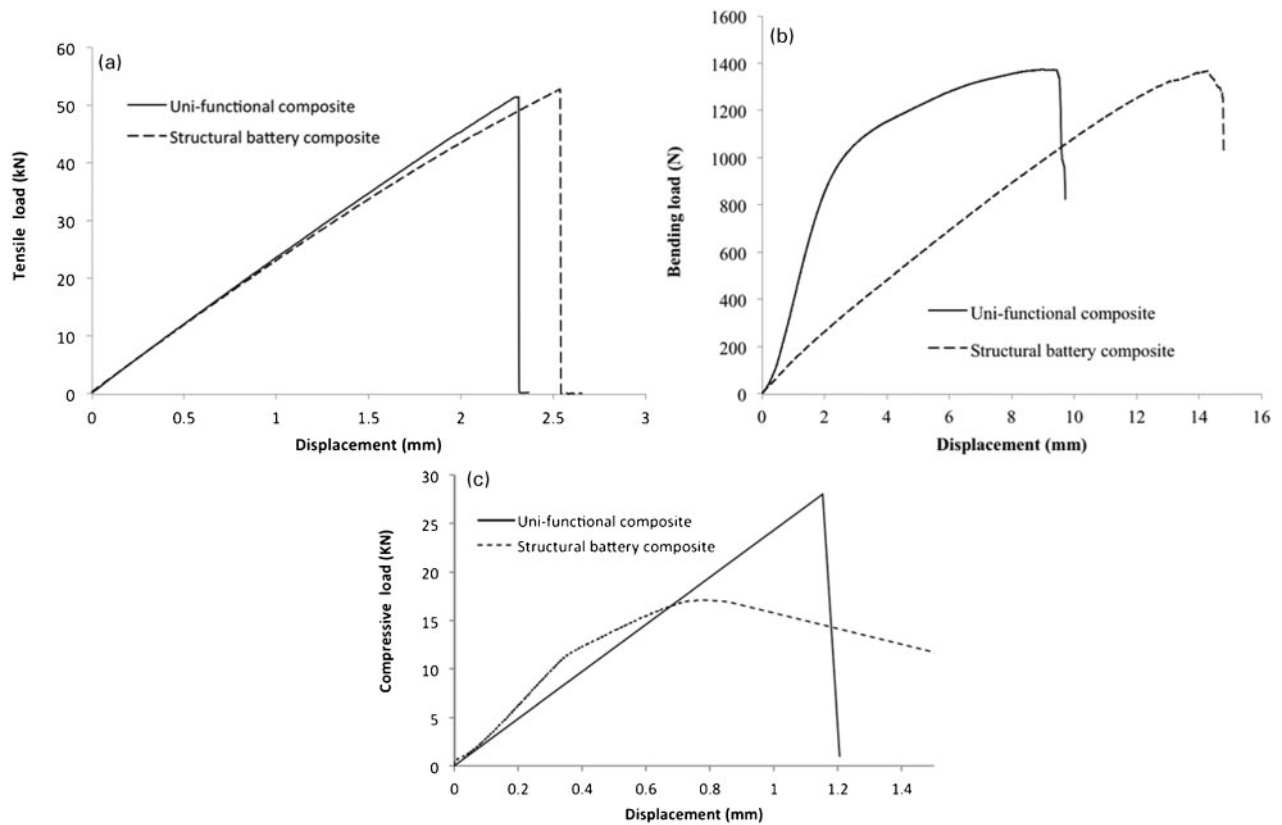 (a)
Tensile load (kN)
60
50
40
30
20
10
0
Uni-functional composite
Structural battery composite
0 0.5 1 1.5 2 2.5 3
Displacement (mm)
(b)
Bending load (N)
1600
1400
1200
1000
800
600
400
200
0
Uni-functional composite
Structural battery composite
0 2 4 6 8 10 12 14 16
Displacement (mm)
(c)
Compressive load (KN)
30
25
20
15
10
5
0
Uni-functional composite
Structural battery composite
0 0.2 0.4 0.6 0.8 1 1.2 1.4
Displacement (mm)